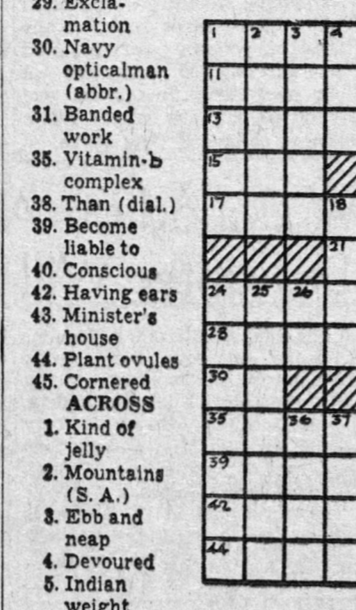 29. Excla-
mation
30. Navy
opticalman
(abbr.)
31. Banded
work
35. Vitamin-b
complex
38. Than (dial.)
39. Become
liable to
40. Conscious
42. Having ears
43. Minister's
house
44. Plant ovules
45. Cornered
ACROSS
1. Kind of
jelly
2. Mountains
(S. A.)
3. Ebb and
neap
4. Devoured
5. Indian
weight
1 2 3 4
11
13
15
17 18
21
24 25 26
28
30
35 36 37
39
42
44